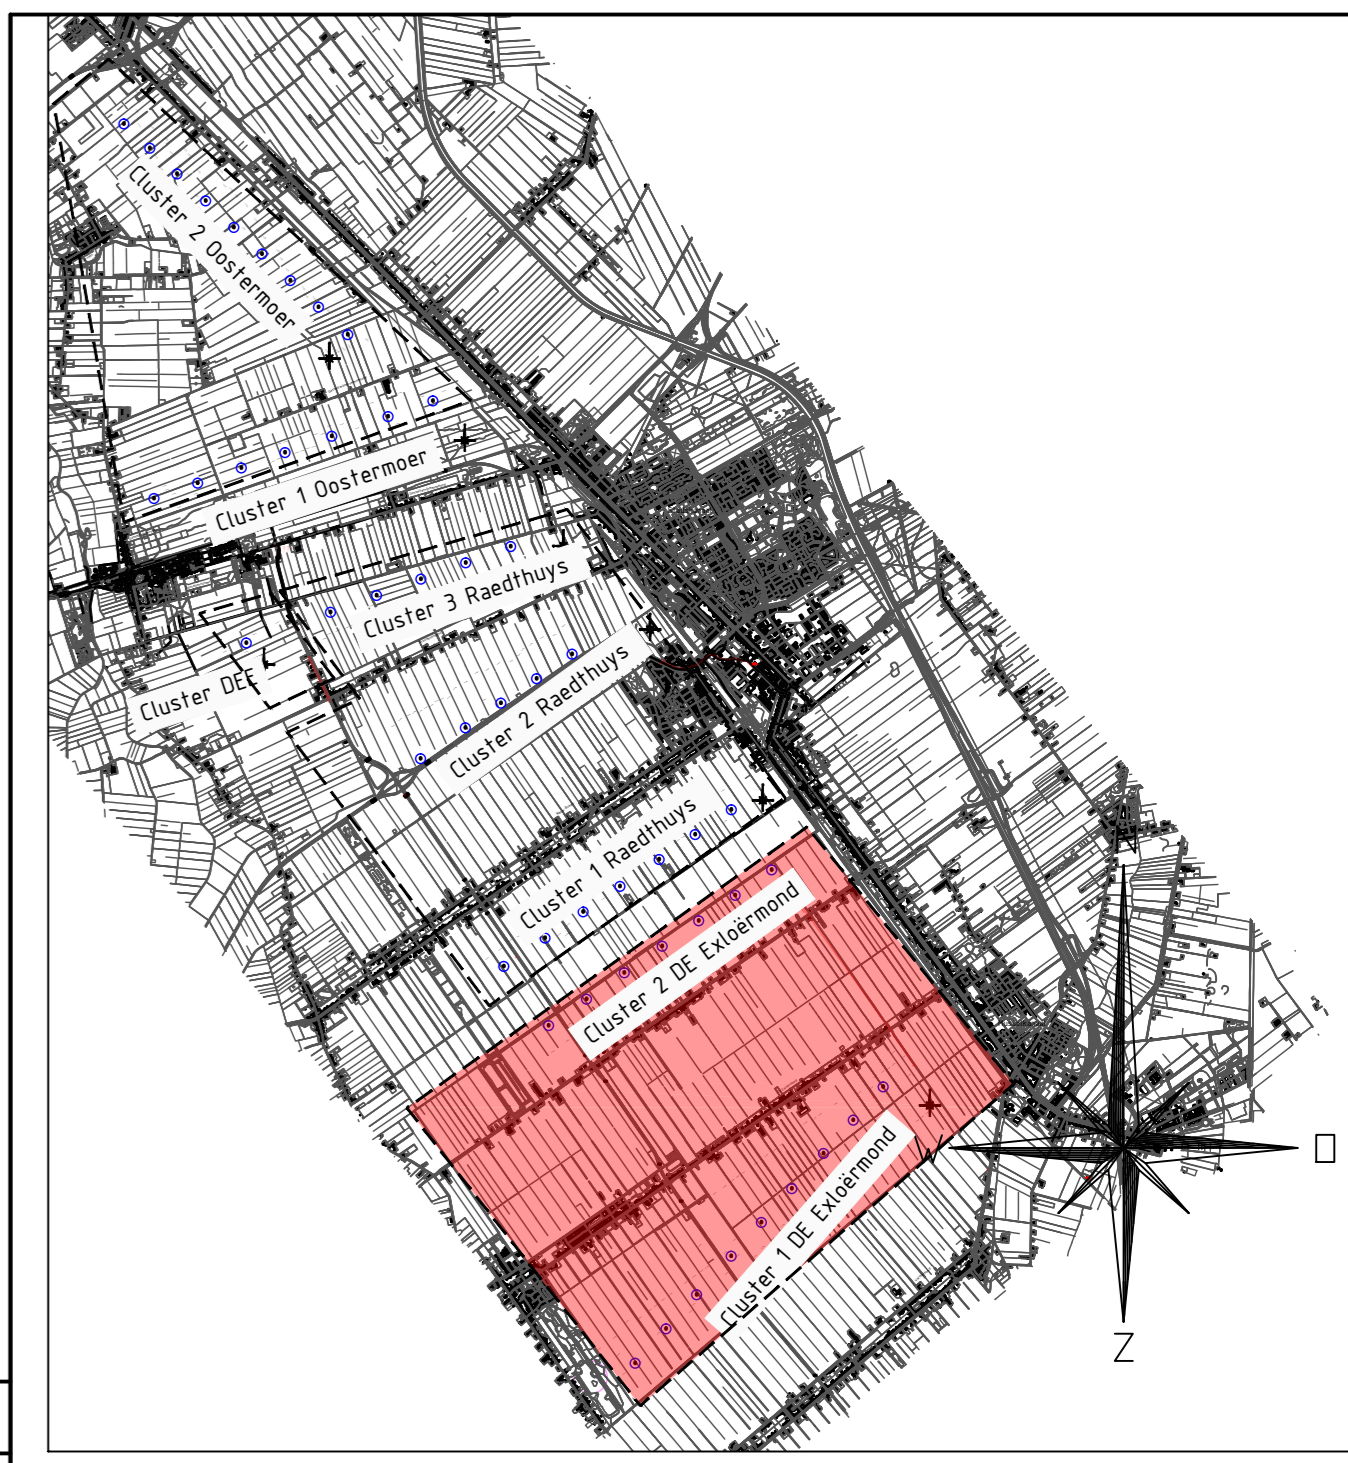 Cluster 2 Oostermoer
Cluster 1 Oostermoer
Cluster 3 Raedthuys
Cluster DEE
Cluster 2 Raedthuys
Cluster 1 Raedthuys
Cluster 2 DE Exloërmond
Cluster 1 DE Exloërmond
W
Z